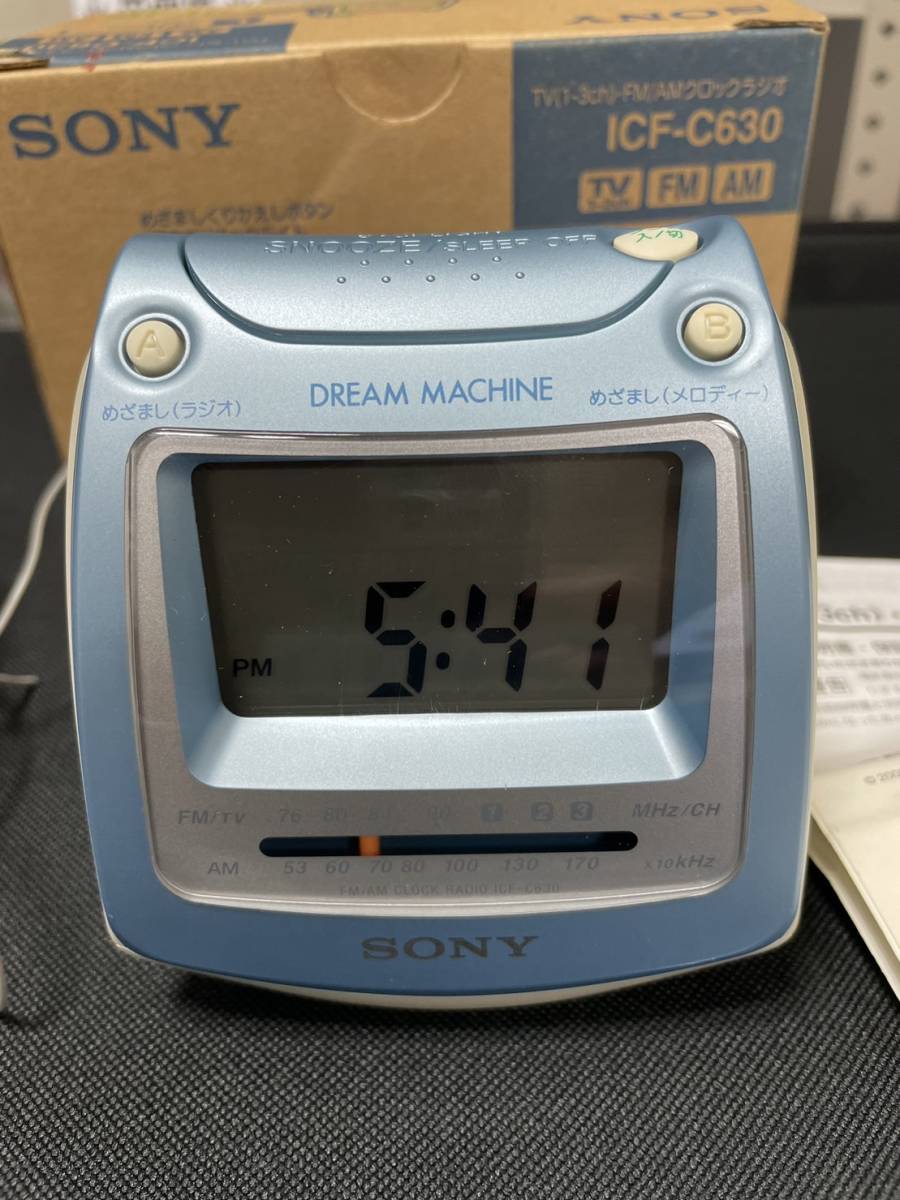 SONY
TV(1-3ch)・FM/AMクロックラジオ
ICF-C630
TV
FM
AM
めざましくりかえしボタン
SNOOZE/SLEEP OFF
入/切
A
B
めざまし(ラジオ)
DREAM MACHINE
めざまし(メロディー)
PM 5:41
FM/TV 76 80 90 1 2 3 MHz/CH
AM 53 60 70 80 100 130 170 x10kHz
FM/AM CLOCK RADIO ICF-C630
SONY